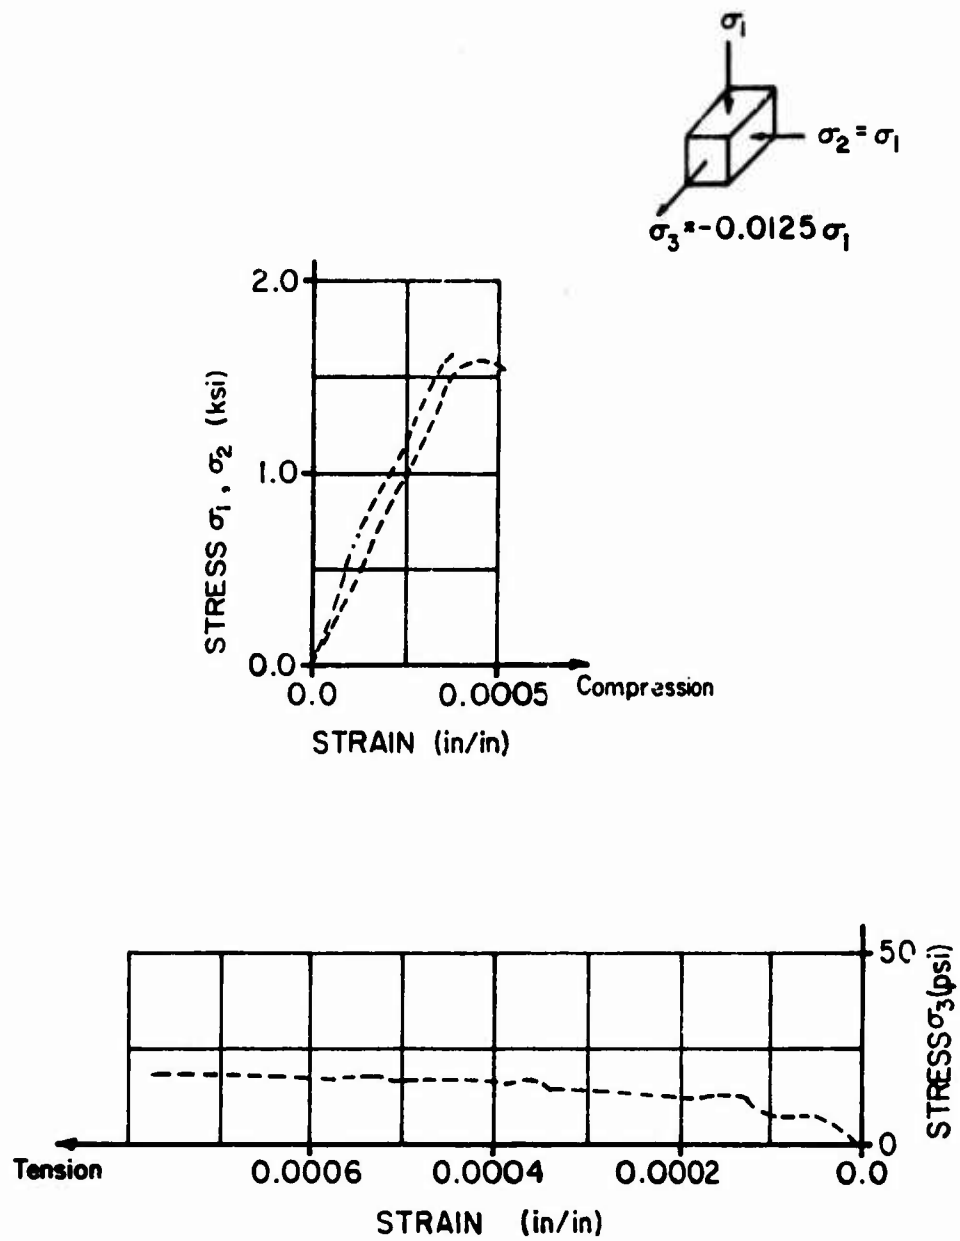 σ1
σ2 = σ1
σ3 = -0.0125 σ1
2.0
1.0
0.0
STRESS σ1, σ2 (ksi)
0.0 0.0005 Compression
STRAIN (in/in)
50
0
STRESS σ3 (psi)
Tension 0.0006 0.0004 0.0002 0.0
STRAIN (in/in)